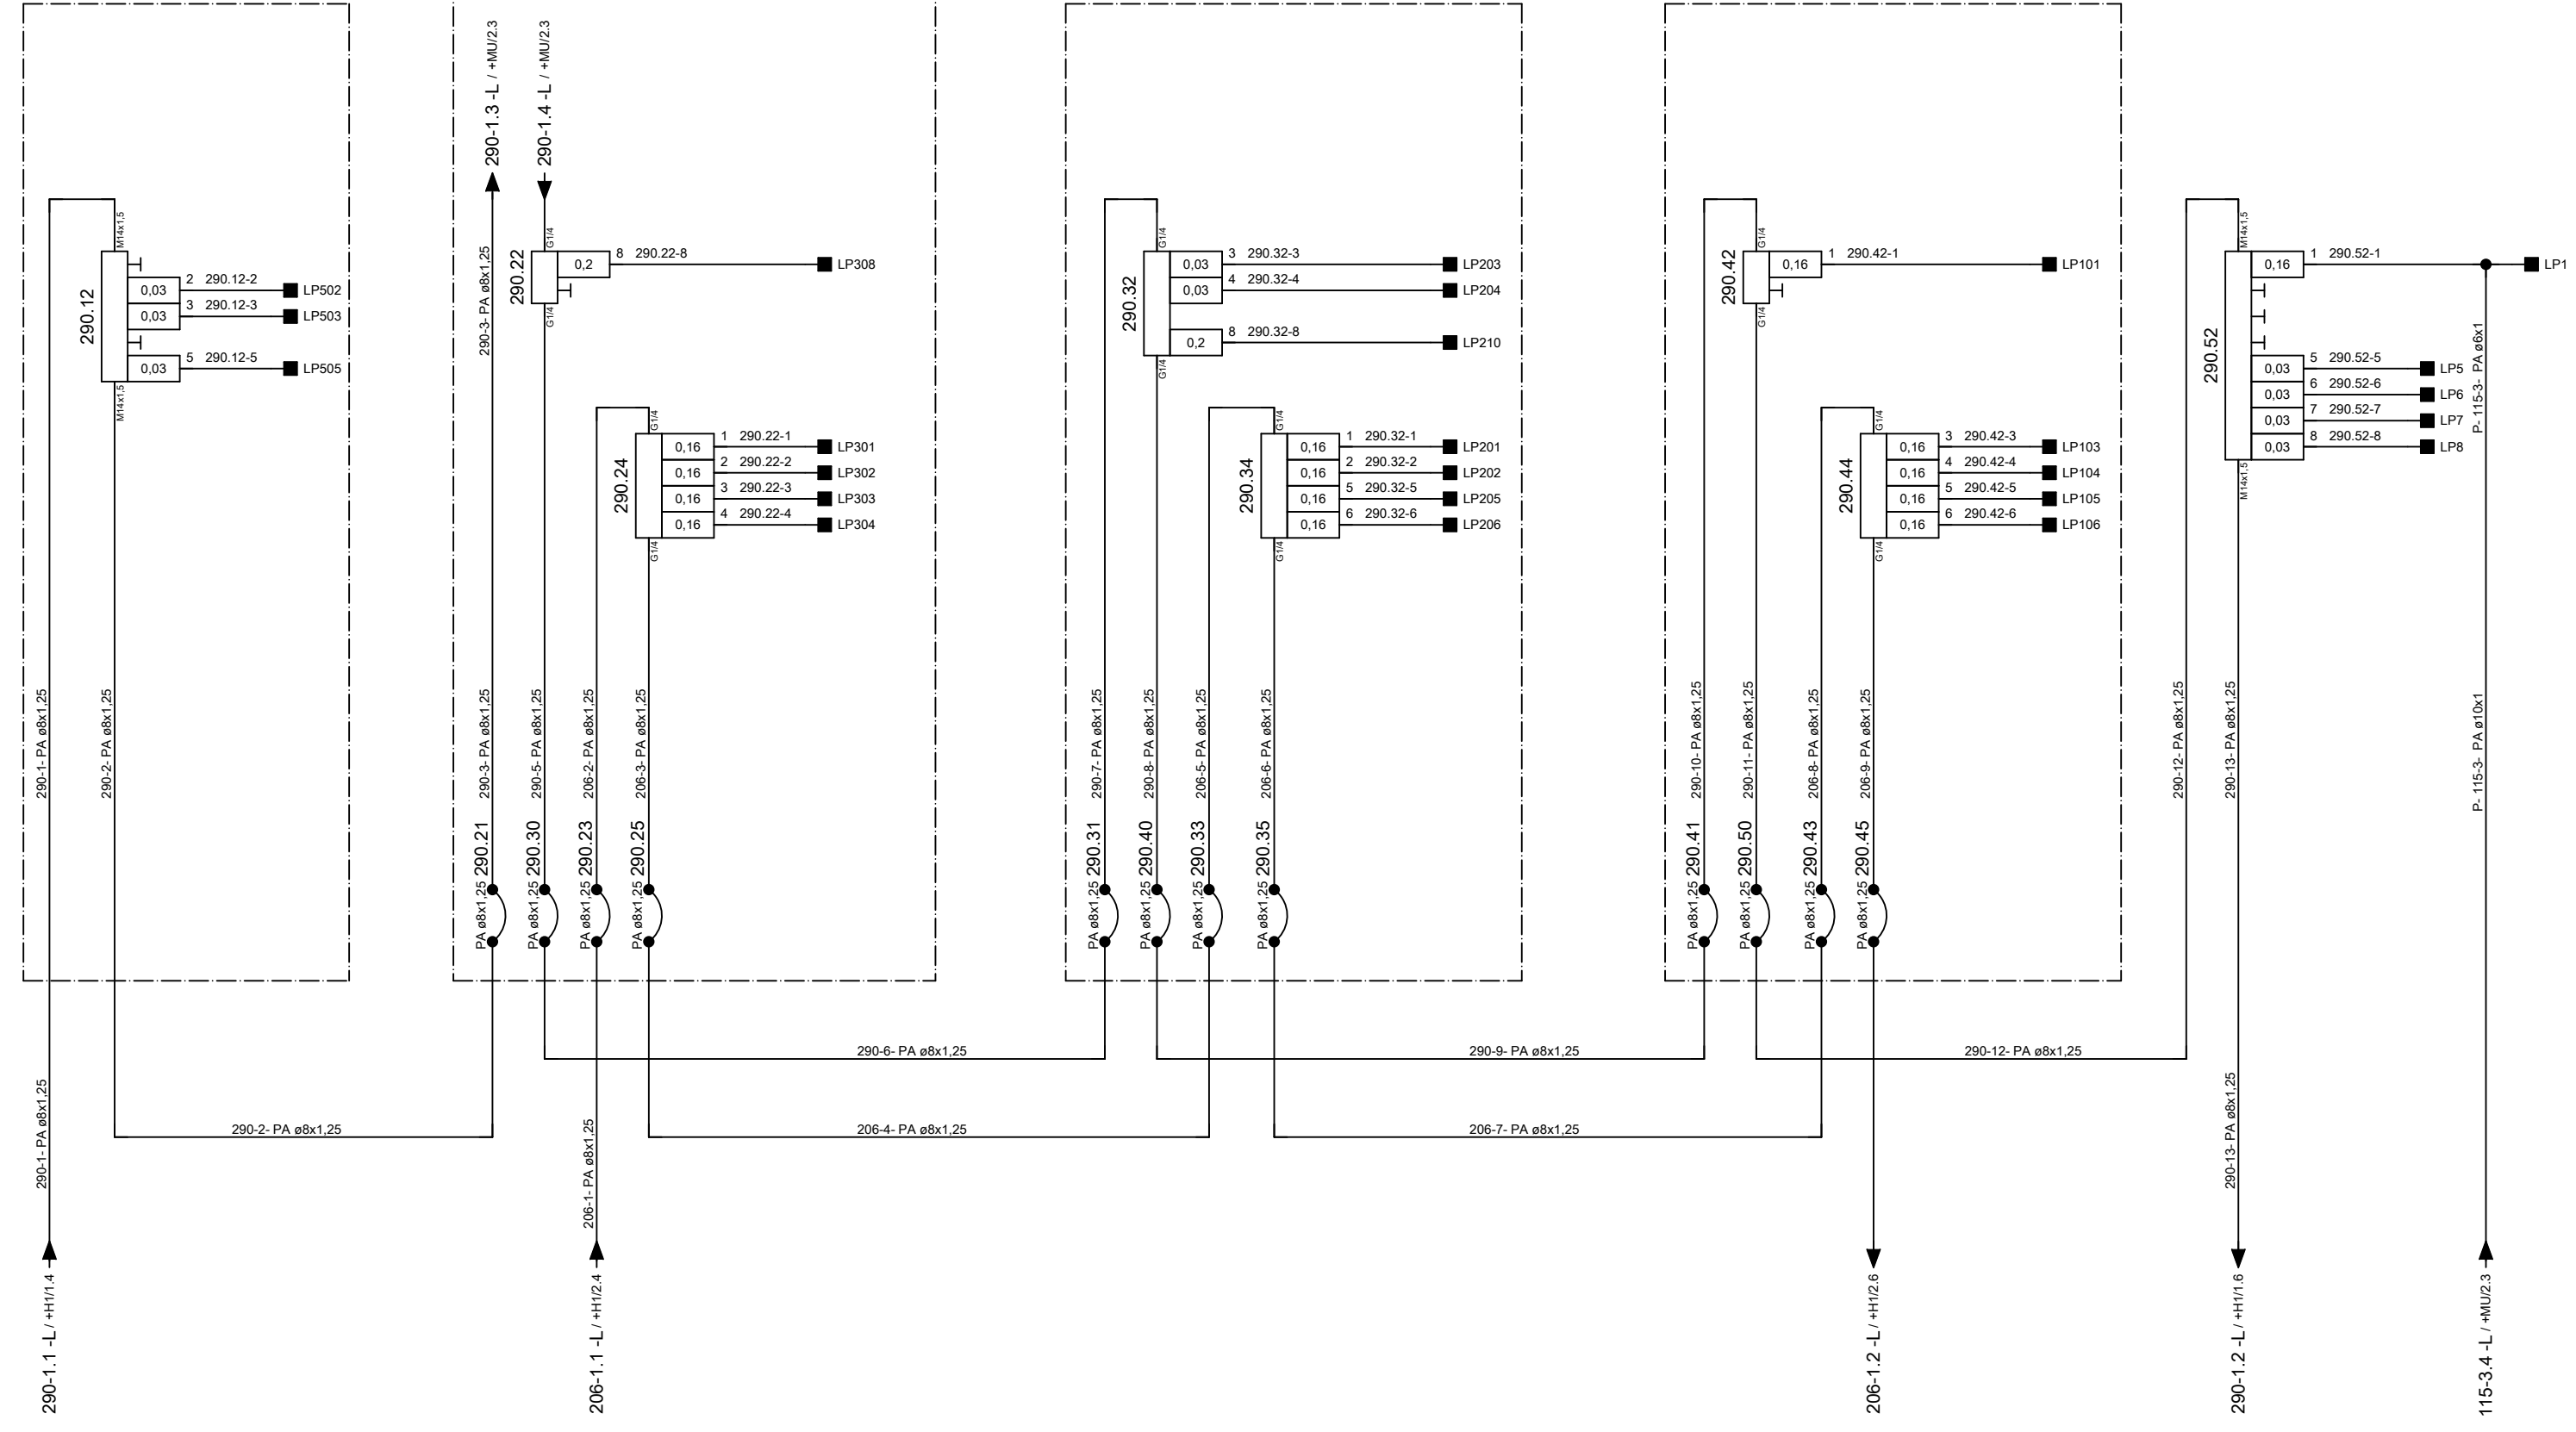 290-1.1 -L / +H1/1.4
290-1- PA ø8x1,25
290-1- PA ø8x1,25
290.12
M14x1,5
M14x1,5
0,03
2 290.12-2
LP502
0,03
3 290.12-3
LP503
0,03
5 290.12-5
LP505
290-2- PA ø8x1,25
290-2- PA ø8x1,25
290-1.3 -L / +MU/2.3
290-1.4 -L / +MU/2.3
290-3- PA ø8x1,25
290-3- PA ø8x1,25
290.22
G1/4
G1/4
0,2
8 290.22-8
LP308
290.24
G1/4
G1/4
0,16
1 290.22-1
LP301
0,16
2 290.22-2
LP302
0,16
3 290.22-3
LP303
0,16
4 290.22-4
LP304
290-5- PA ø8x1,25
206-2- PA ø8x1,25
206-3- PA ø8x1,25
PA ø8x1,25 290.21
PA ø8x1,25 290.30
PA ø8x1,25 290.23
PA ø8x1,25 290.25
206-1- PA ø8x1,25
206-1.1 -L / +H1/2.4
290-6- PA ø8x1,25
206-4- PA ø8x1,25
290.32
G1/4
G1/4
0,03
3 290.32-3
LP203
0,03
4 290.32-4
LP204
0,2
8 290.32-8
LP210
290.34
G1/4
G1/4
0,16
1 290.32-1
LP201
0,16
2 290.32-2
LP202
0,16
5 290.32-5
LP205
0,16
6 290.32-6
LP206
290-7- PA ø8x1,25
290-8- PA ø8x1,25
206-5- PA ø8x1,25
206-6- PA ø8x1,25
PA ø8x1,25 290.31
PA ø8x1,25 290.40
PA ø8x1,25 290.33
PA ø8x1,25 290.35
290-9- PA ø8x1,25
206-7- PA ø8x1,25
290.42
G1/4
G1/4
0,16
1 290.42-1
LP101
290.44
G1/4
G1/4
0,16
3 290.42-3
LP103
0,16
4 290.42-4
LP104
0,16
5 290.42-5
LP105
0,16
6 290.42-6
LP106
290-10- PA ø8x1,25
290-11- PA ø8x1,25
206-8- PA ø8x1,25
206-9- PA ø8x1,25
PA ø8x1,25 290.41
PA ø8x1,25 290.50
PA ø8x1,25 290.43
PA ø8x1,25 290.45
290-12- PA ø8x1,25
206-1.2 -L / +H1/2.6
290.52
M14x1,5
M14x1,5
0,16
1 290.52-1
LP1
0,03
5 290.52-5
LP5
0,03
6 290.52-6
LP6
0,03
7 290.52-7
LP7
0,03
8 290.52-8
LP8
290-12- PA ø8x1,25
290-13- PA ø8x1,25
290-13- PA ø8x1,25
290-1.2 -L / +H1/1.6
P- 115-3- PA ø6x1
P- 115-3- PA ø10x1
115-3.4 -L / +MU/2.3